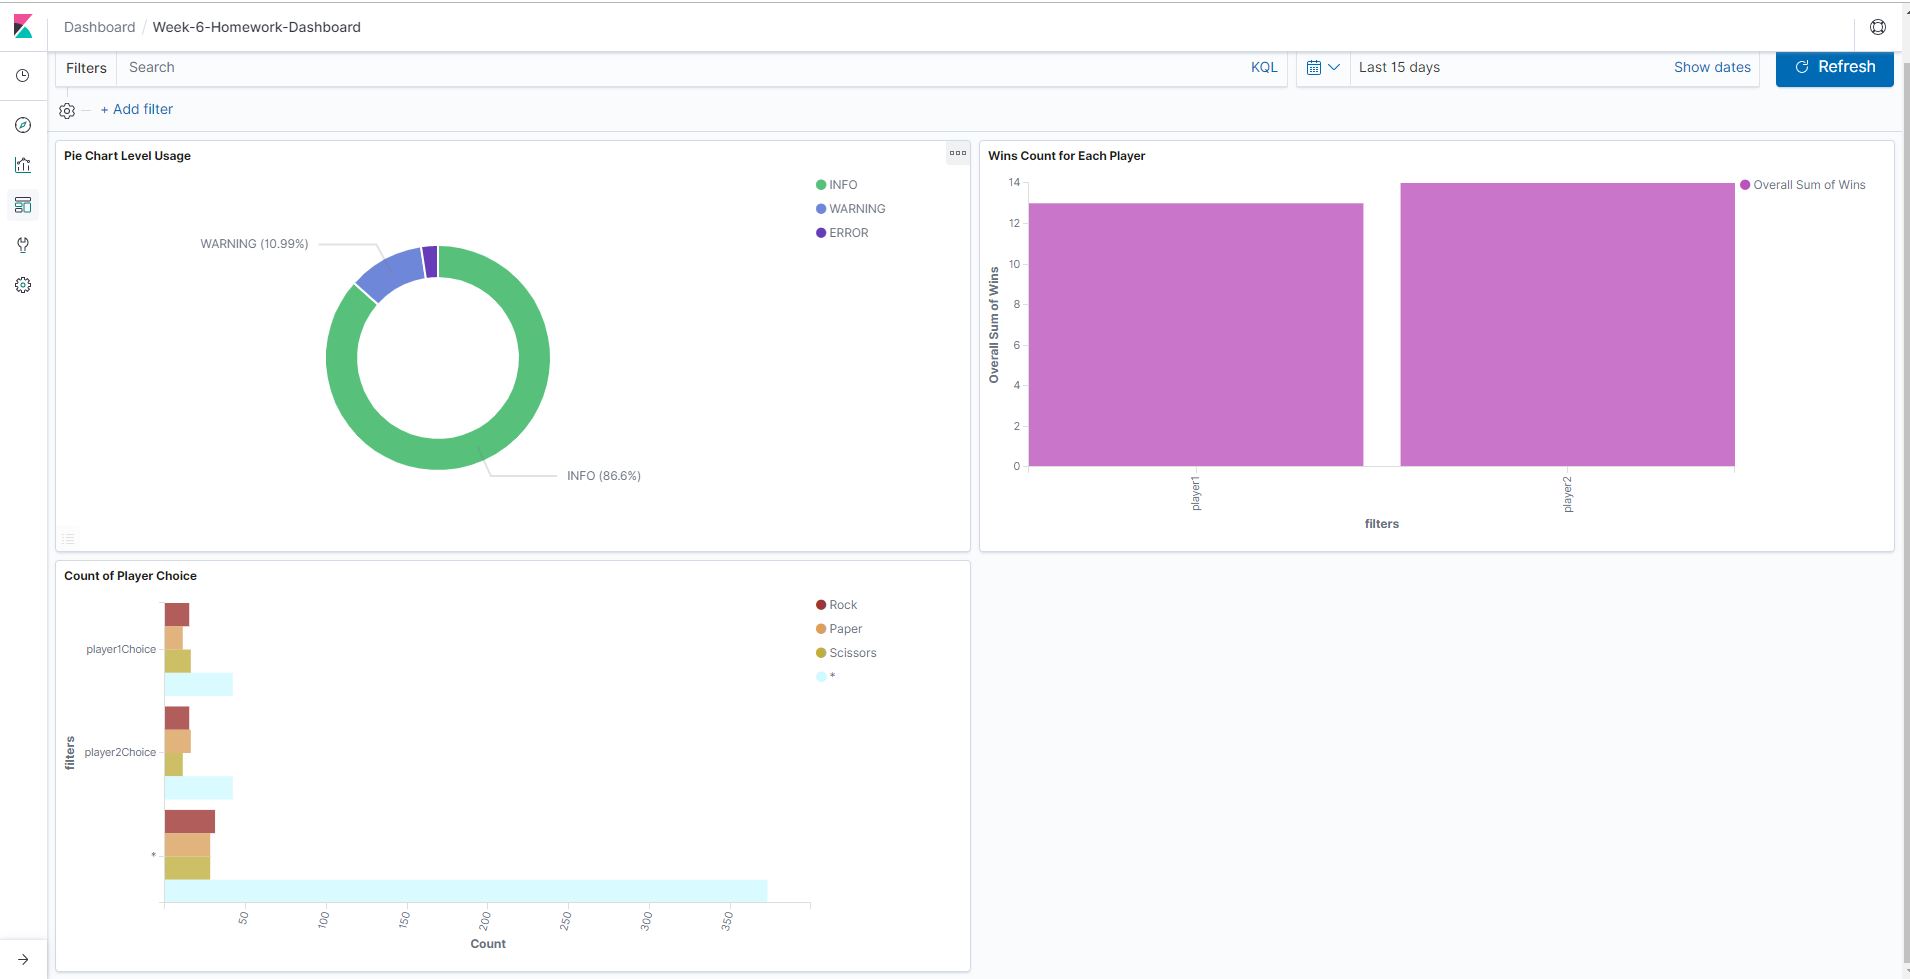 Dashboard / Week-6-Homework-Dashboard
Filters Search KQL Last 15 days Show dates Refresh
+ Add filter
Pie Chart Level Usage
INFO
WARNING
ERROR
WARNING (10.99%)
INFO (86.6%)
Wins Count for Each Player
Overall Sum of Wins
14
12
10
8
6
4
2
0
Overall Sum of Wins
player1
player2
filters
Count of Player Choice
Rock
Paper
Scissors
*
player1Choice
player2Choice
*
filters
50
100
150
200
250
300
350
Count